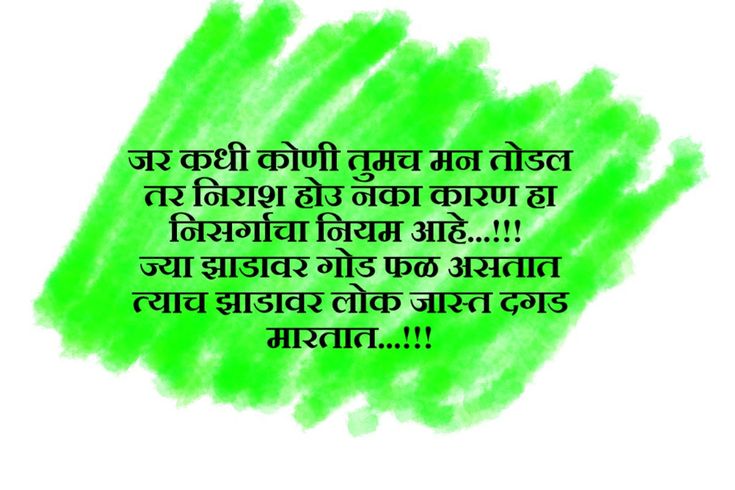 जर कधी कोणी तुमच मन तोडल
तर निराश होउ नका कारण हा
निसर्गाचा नियम आहे...!!!
ज्या झाडावर गोड फळ असतात
त्याच झाडावर लोक जास्त दगड
मारतात...!!!